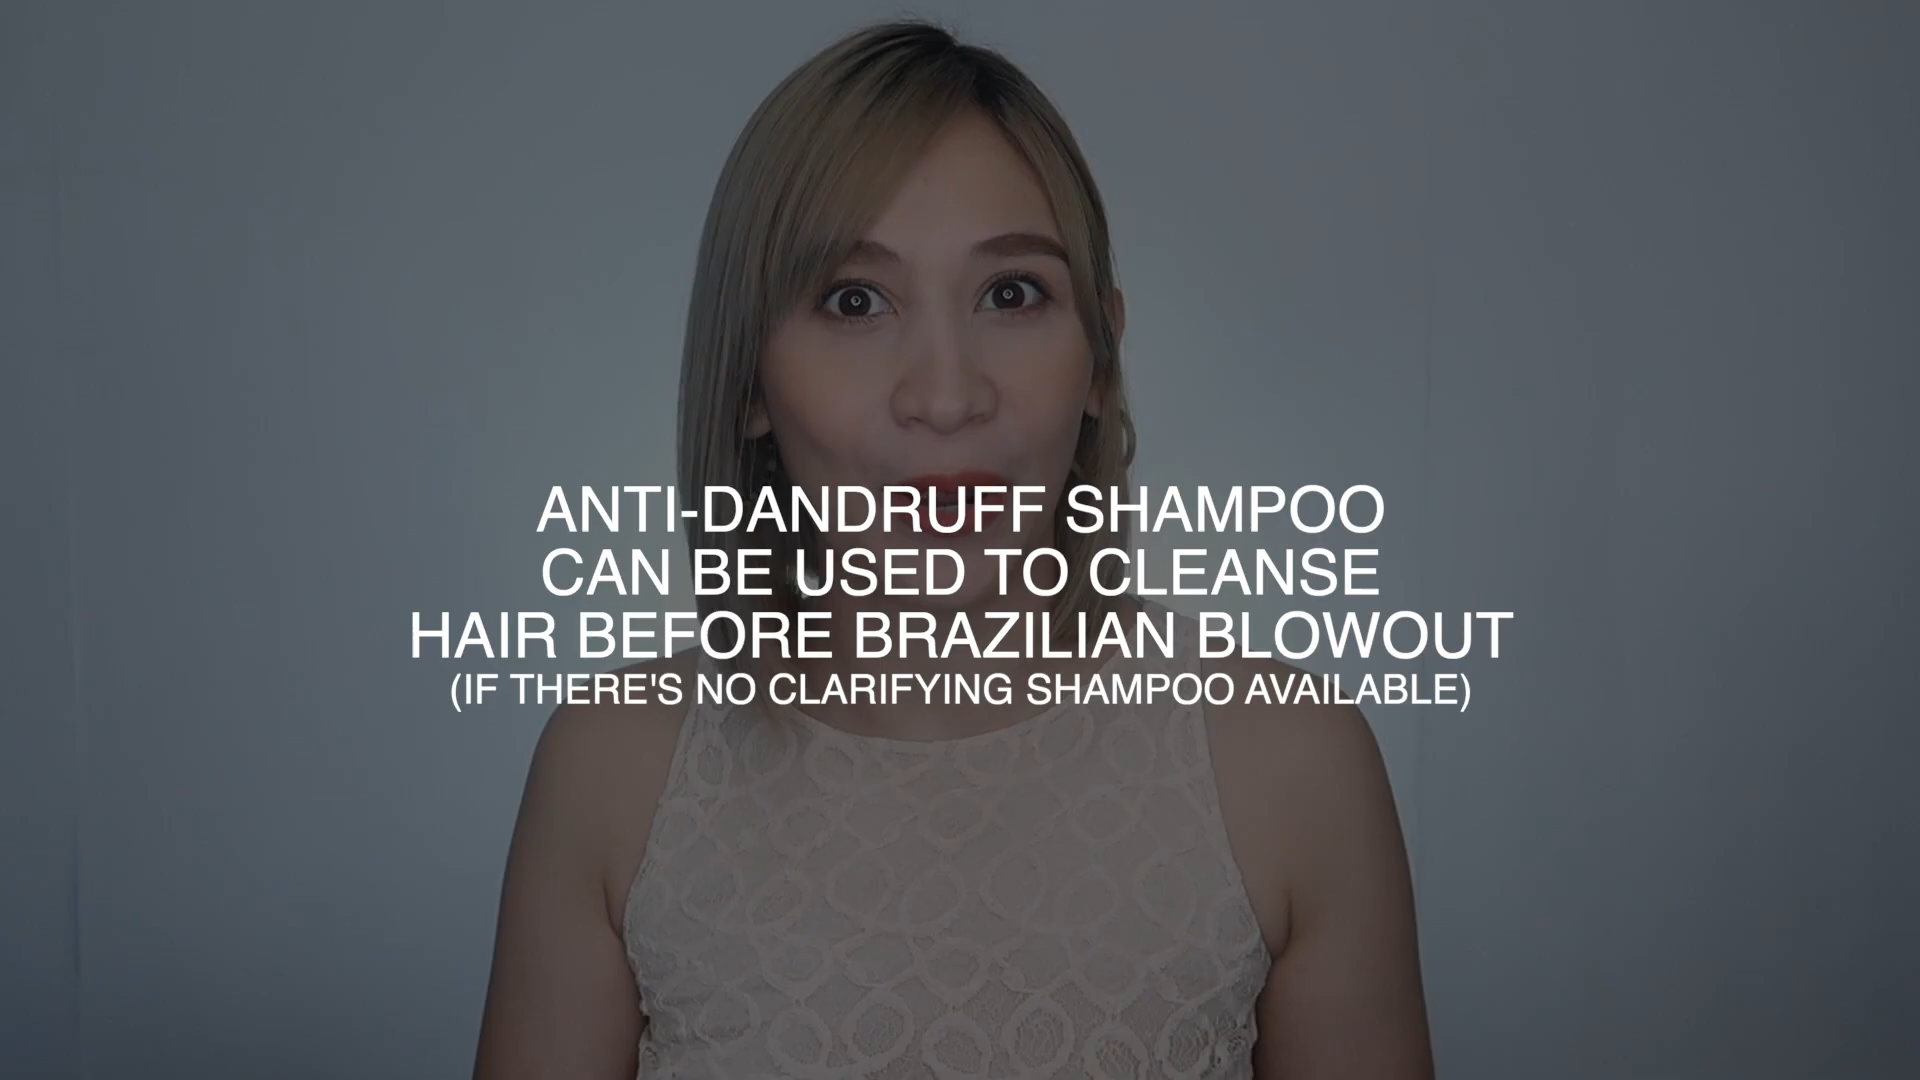 ANTI-DANDRUFF SHAMPOO
CAN BE USED TO CLEANSE
HAIR BEFORE BRAZILIAN BLOWOUT
(IF THERE'S NO CLARIFYING SHAMPOO AVAILABLE)